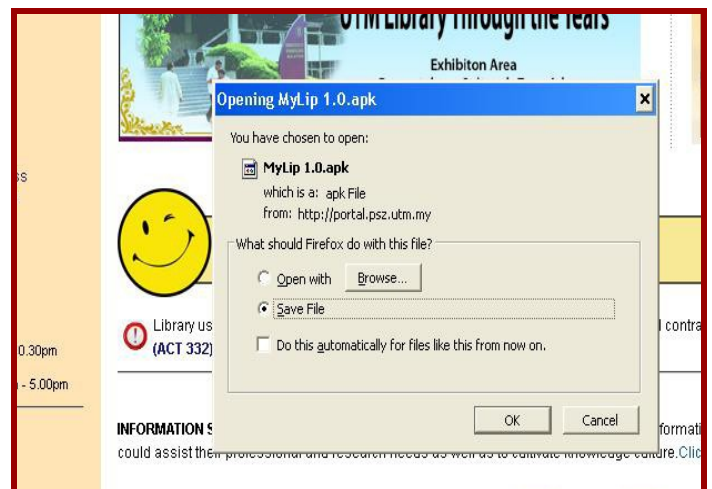 UTM Library Through the Years
Exhibiton Area
Opening MyLip 1.0.apk
You have chosen to open:
MyLip 1.0.apk
which is a: apk File
from: http://portal.psz.utm.my
What should Firefox do with this file?
Open with Browse...
Save File
Do this automatically for files like this from now on.
OK Cancel
ss
0.30pm
- 5.00pm
Library us
l contra
(ACT 332)
INFORMATION S
formati
could assist their professional and research needs as well as to cultivate knowledge culture.Clic